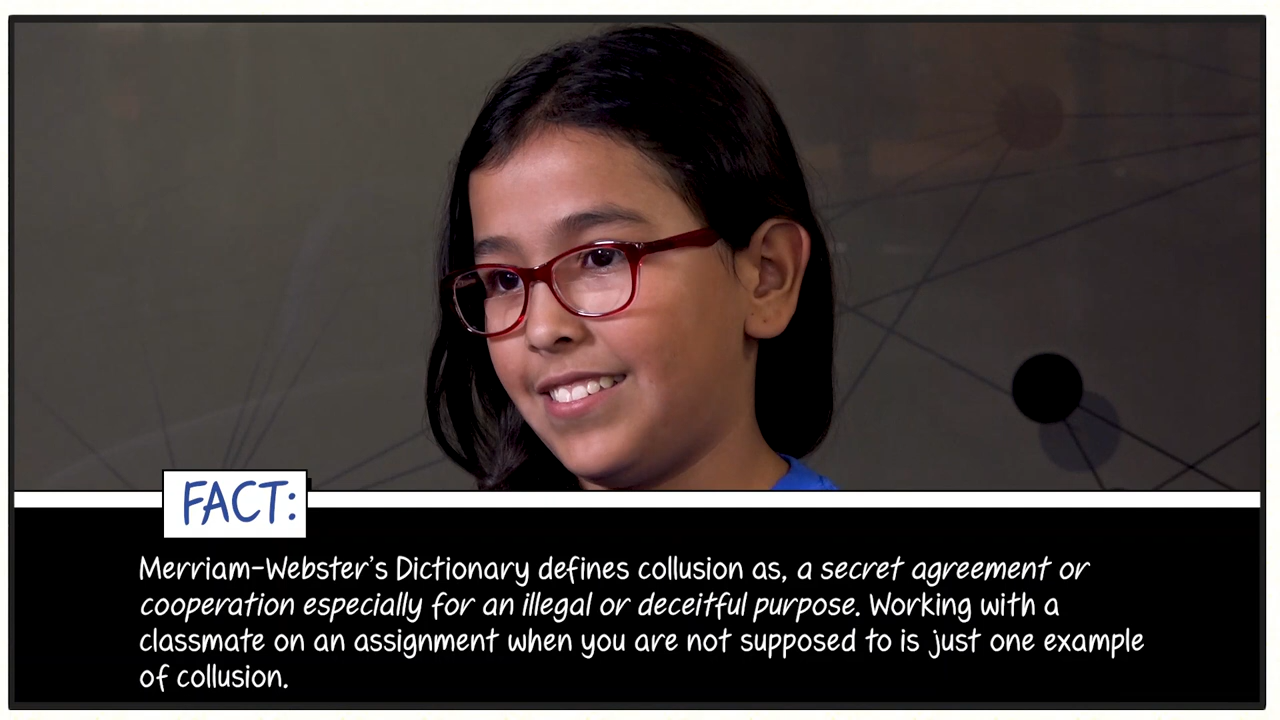 FACT:
Merriam-Webster’s Dictionary defines collusion as, a secret agreement or
cooperation especially for an illegal or deceitful purpose. Working with a
classmate on an assignment when you are not supposed to is just one example
of collusion.